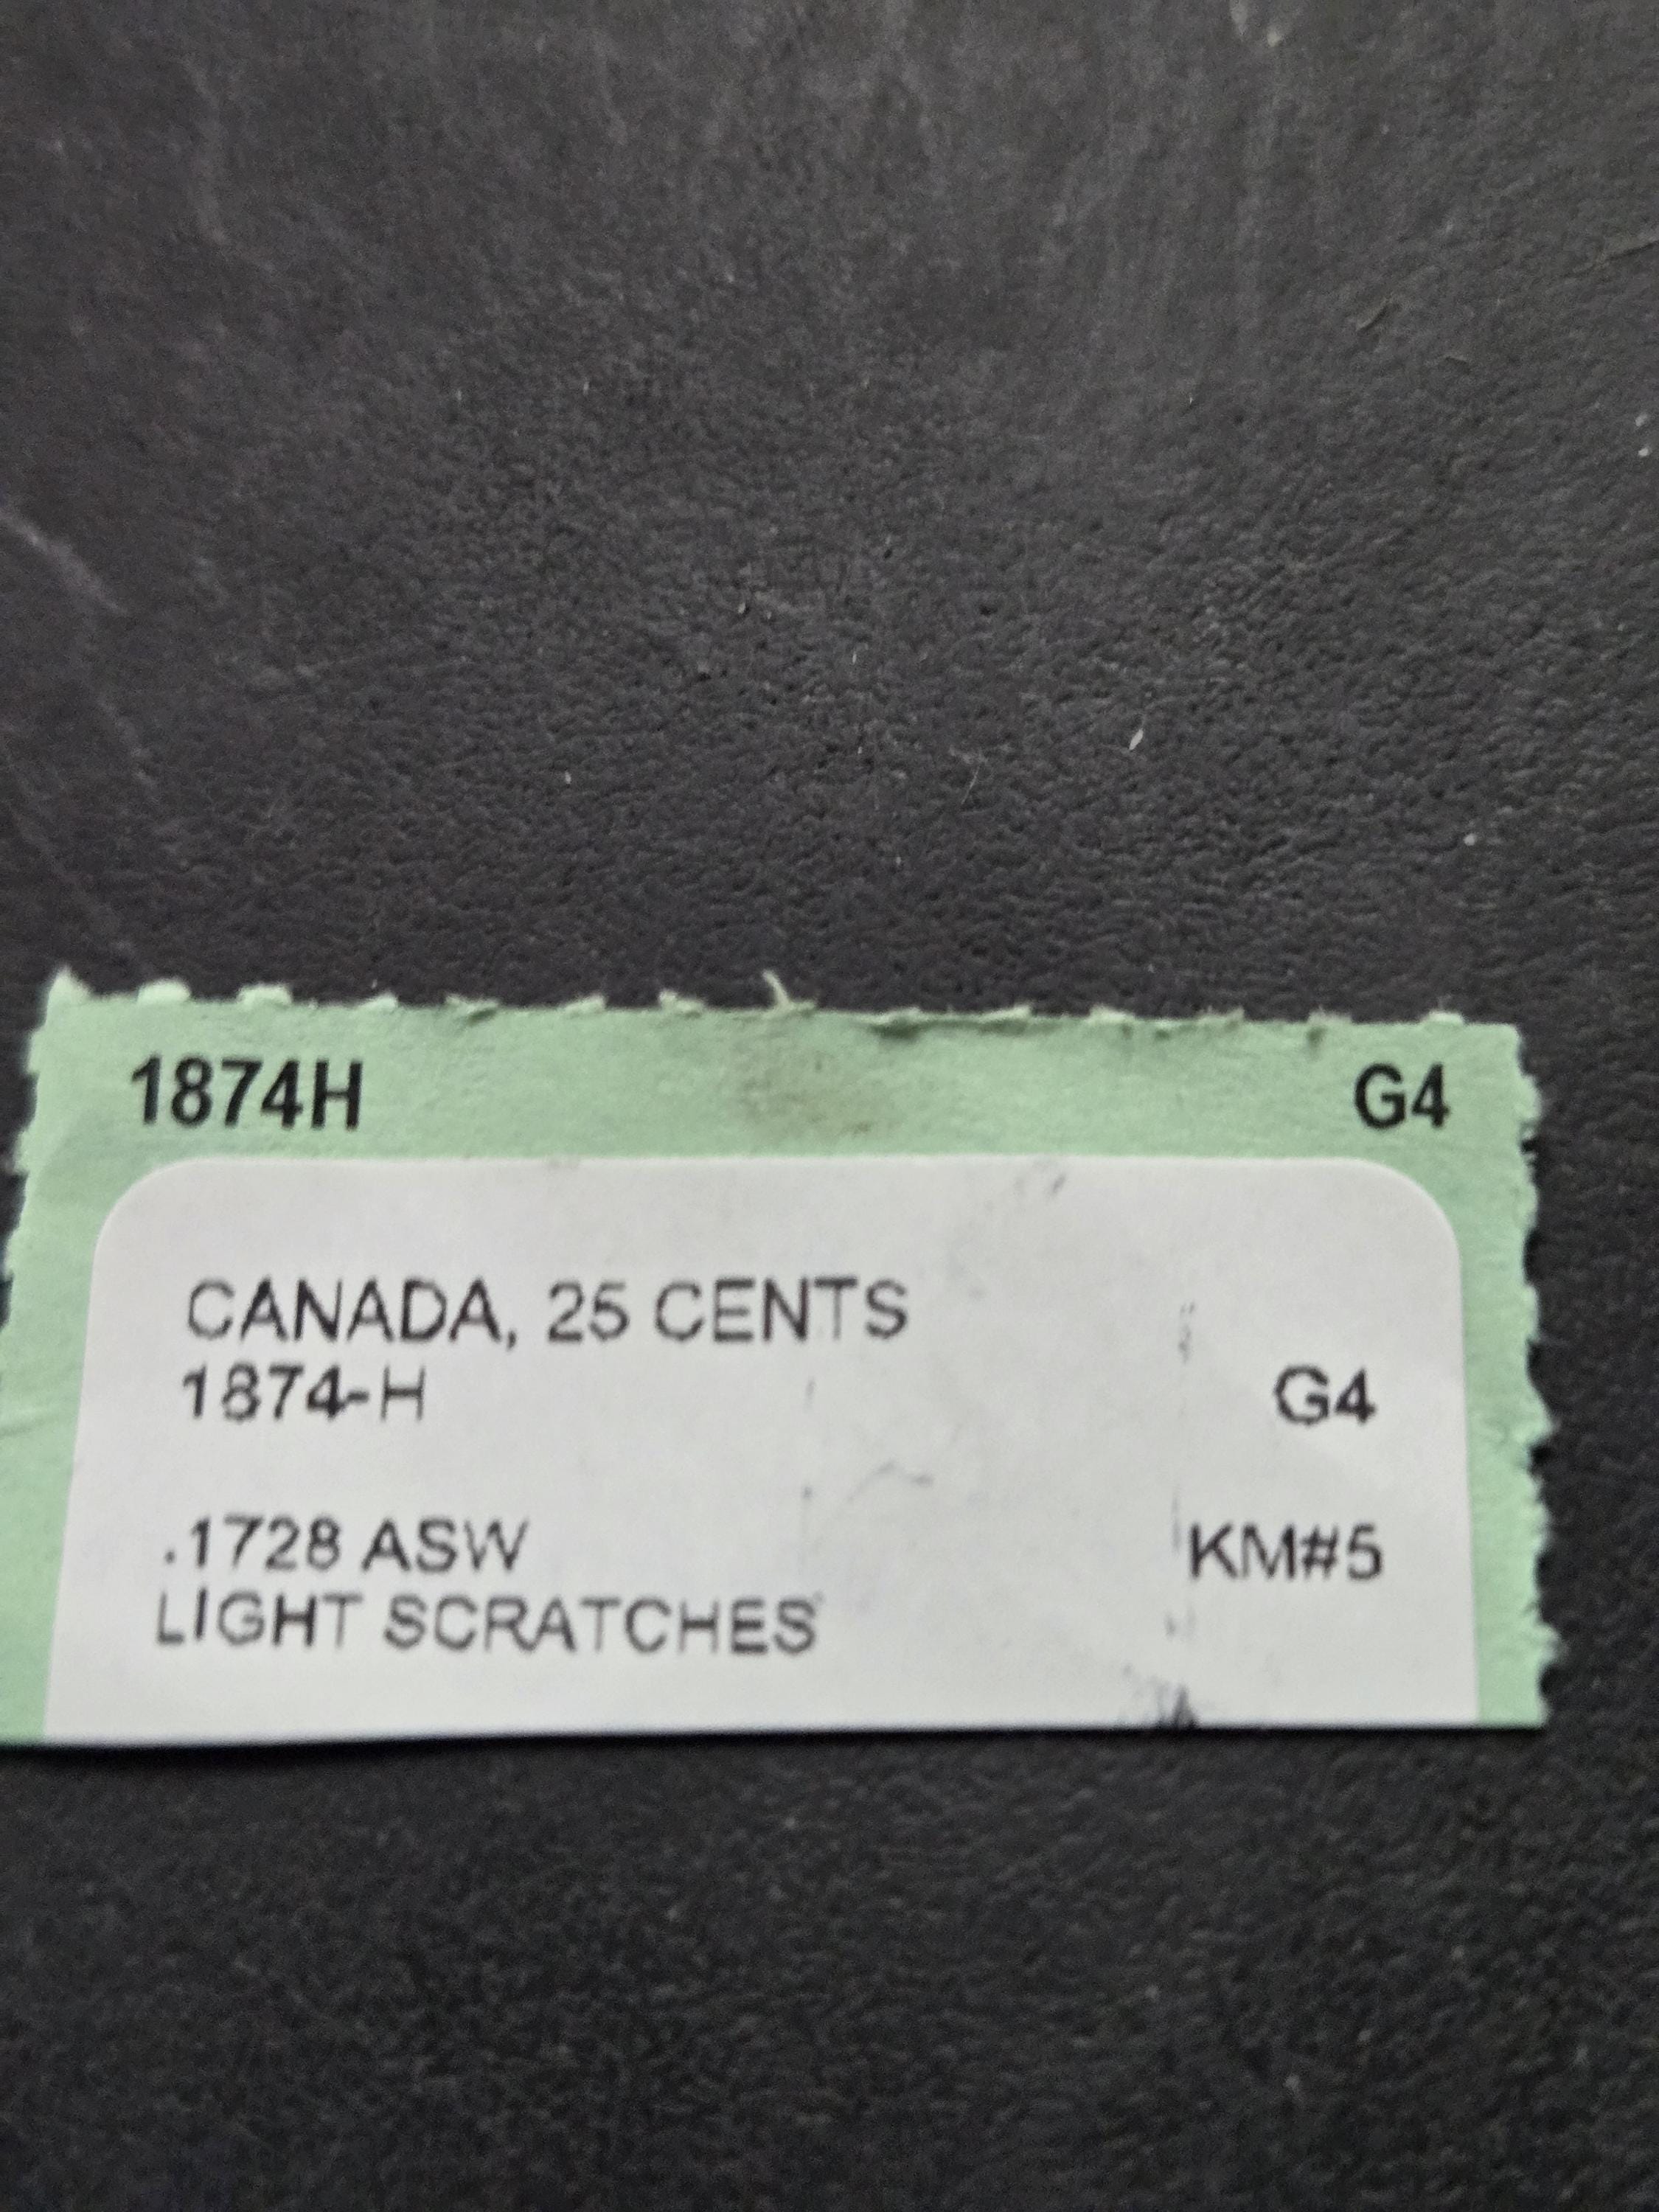 1874H G4
CANADA, 25 CENTS
1874-H G4
.1728 ASW KM#5
LIGHT SCRATCHES